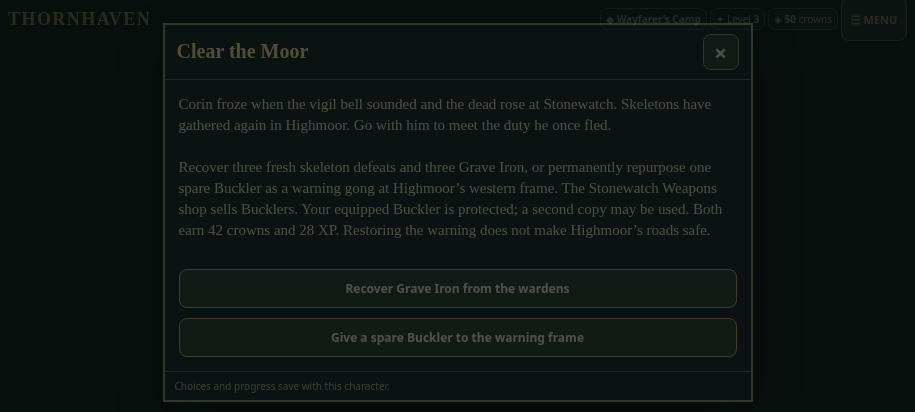 THORNHAVEN
◆ Wayfarer's Camp
✦ Level 3
◈ 50 crowns
☰ MENU
Clear the Moor
×
Corin froze when the vigil bell sounded and the dead rose at Stonewatch. Skeletons have
gathered again in Highmoor. Go with him to meet the duty he once fled.
Recover three fresh skeleton defeats and three Grave Iron, or permanently repurpose one
spare Buckler as a warning gong at Highmoor’s western frame. The Stonewatch Weapons
shop sells Bucklers. Your equipped Buckler is protected; a second copy may be used. Both
earn 42 crowns and 28 XP. Restoring the warning does not make Highmoor’s roads safe.
Recover Grave Iron from the wardens
Give a spare Buckler to the warning frame
Choices and progress save with this character.